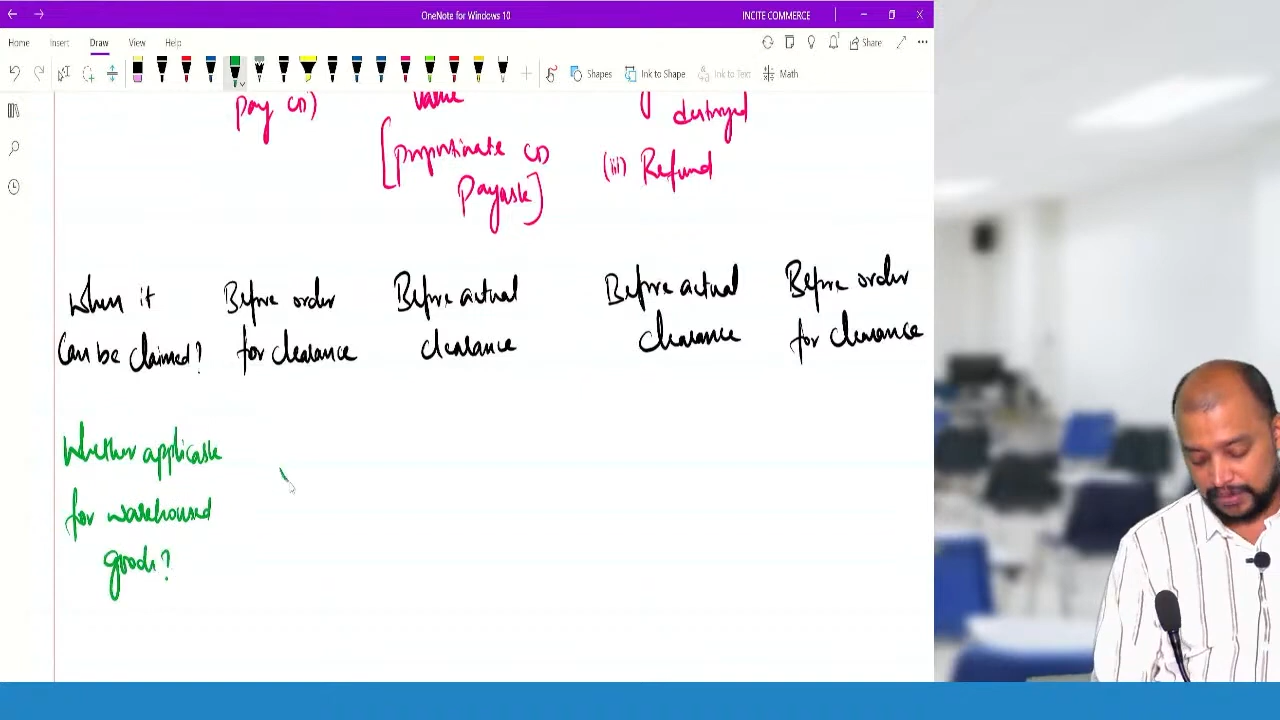 OneNote for Windows 10
INCITE COMMERCE
Home Insert Draw View Help
Share
Shapes Ink to Shape Ink to Text Math
pay CD)
value
[proportinate CD
Payable]
destroyed
(iii) Refund
When it
Can be claimed?
Before order
for clearance
Before actual
clearance
Before actual
clearance
Before order
for clearance
Whether applicable
for warehoused
goods?